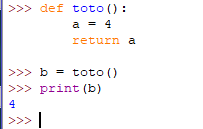 >>> def toto():
        a = 4
        return a

>>> b = toto()
>>> print(b)
4
>>>